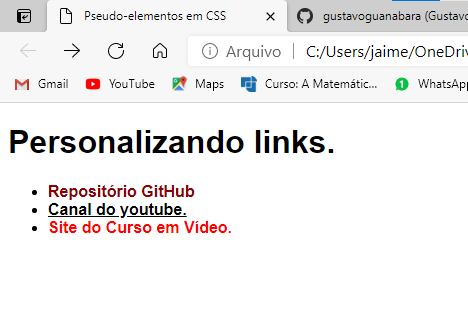 Pseudo-elementos em CSS
gustavoguanabara (Gustavo
Arquivo
C:/Users/jaime/OneDriv
Gmail
YouTube
Maps
Curso: A Matemátic...
WhatsApp
Personalizando links.
Repositório GitHub
Canal do youtube.
Site do Curso em Vídeo.